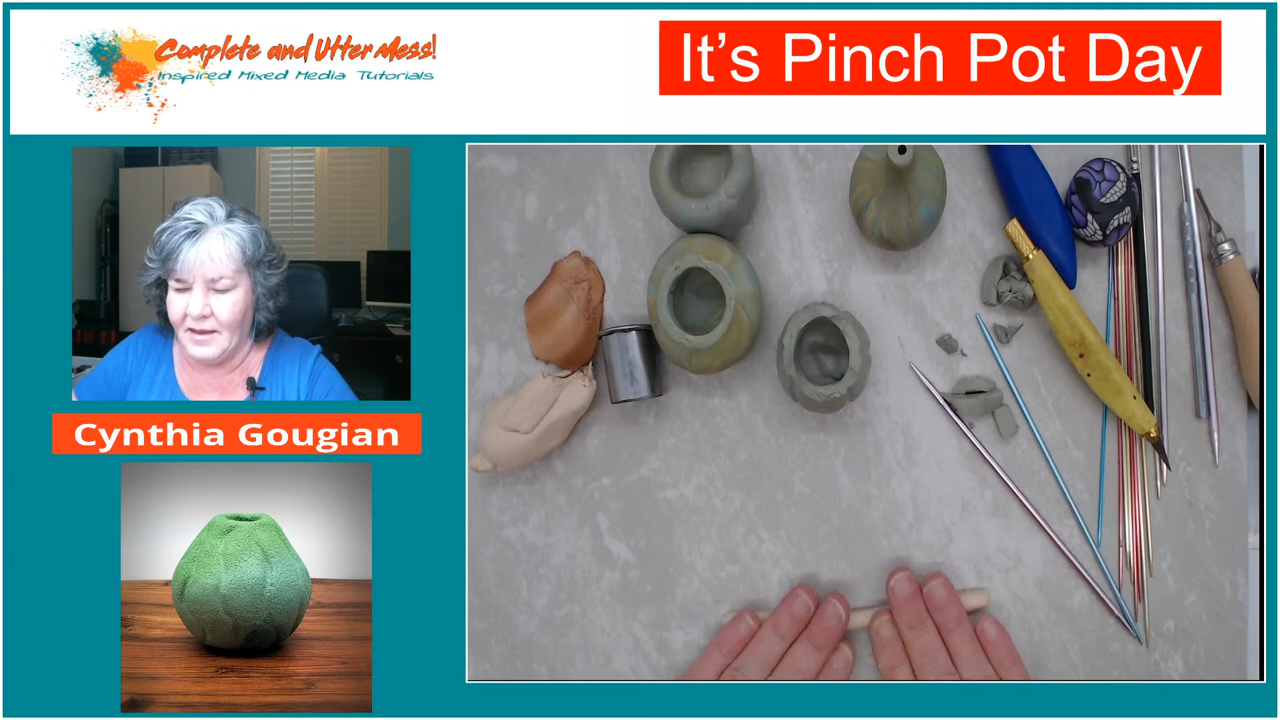 Complete and Utter Mess!
Inspired Mixed Media Tutorials
It's Pinch Pot Day
Cynthia Gougian